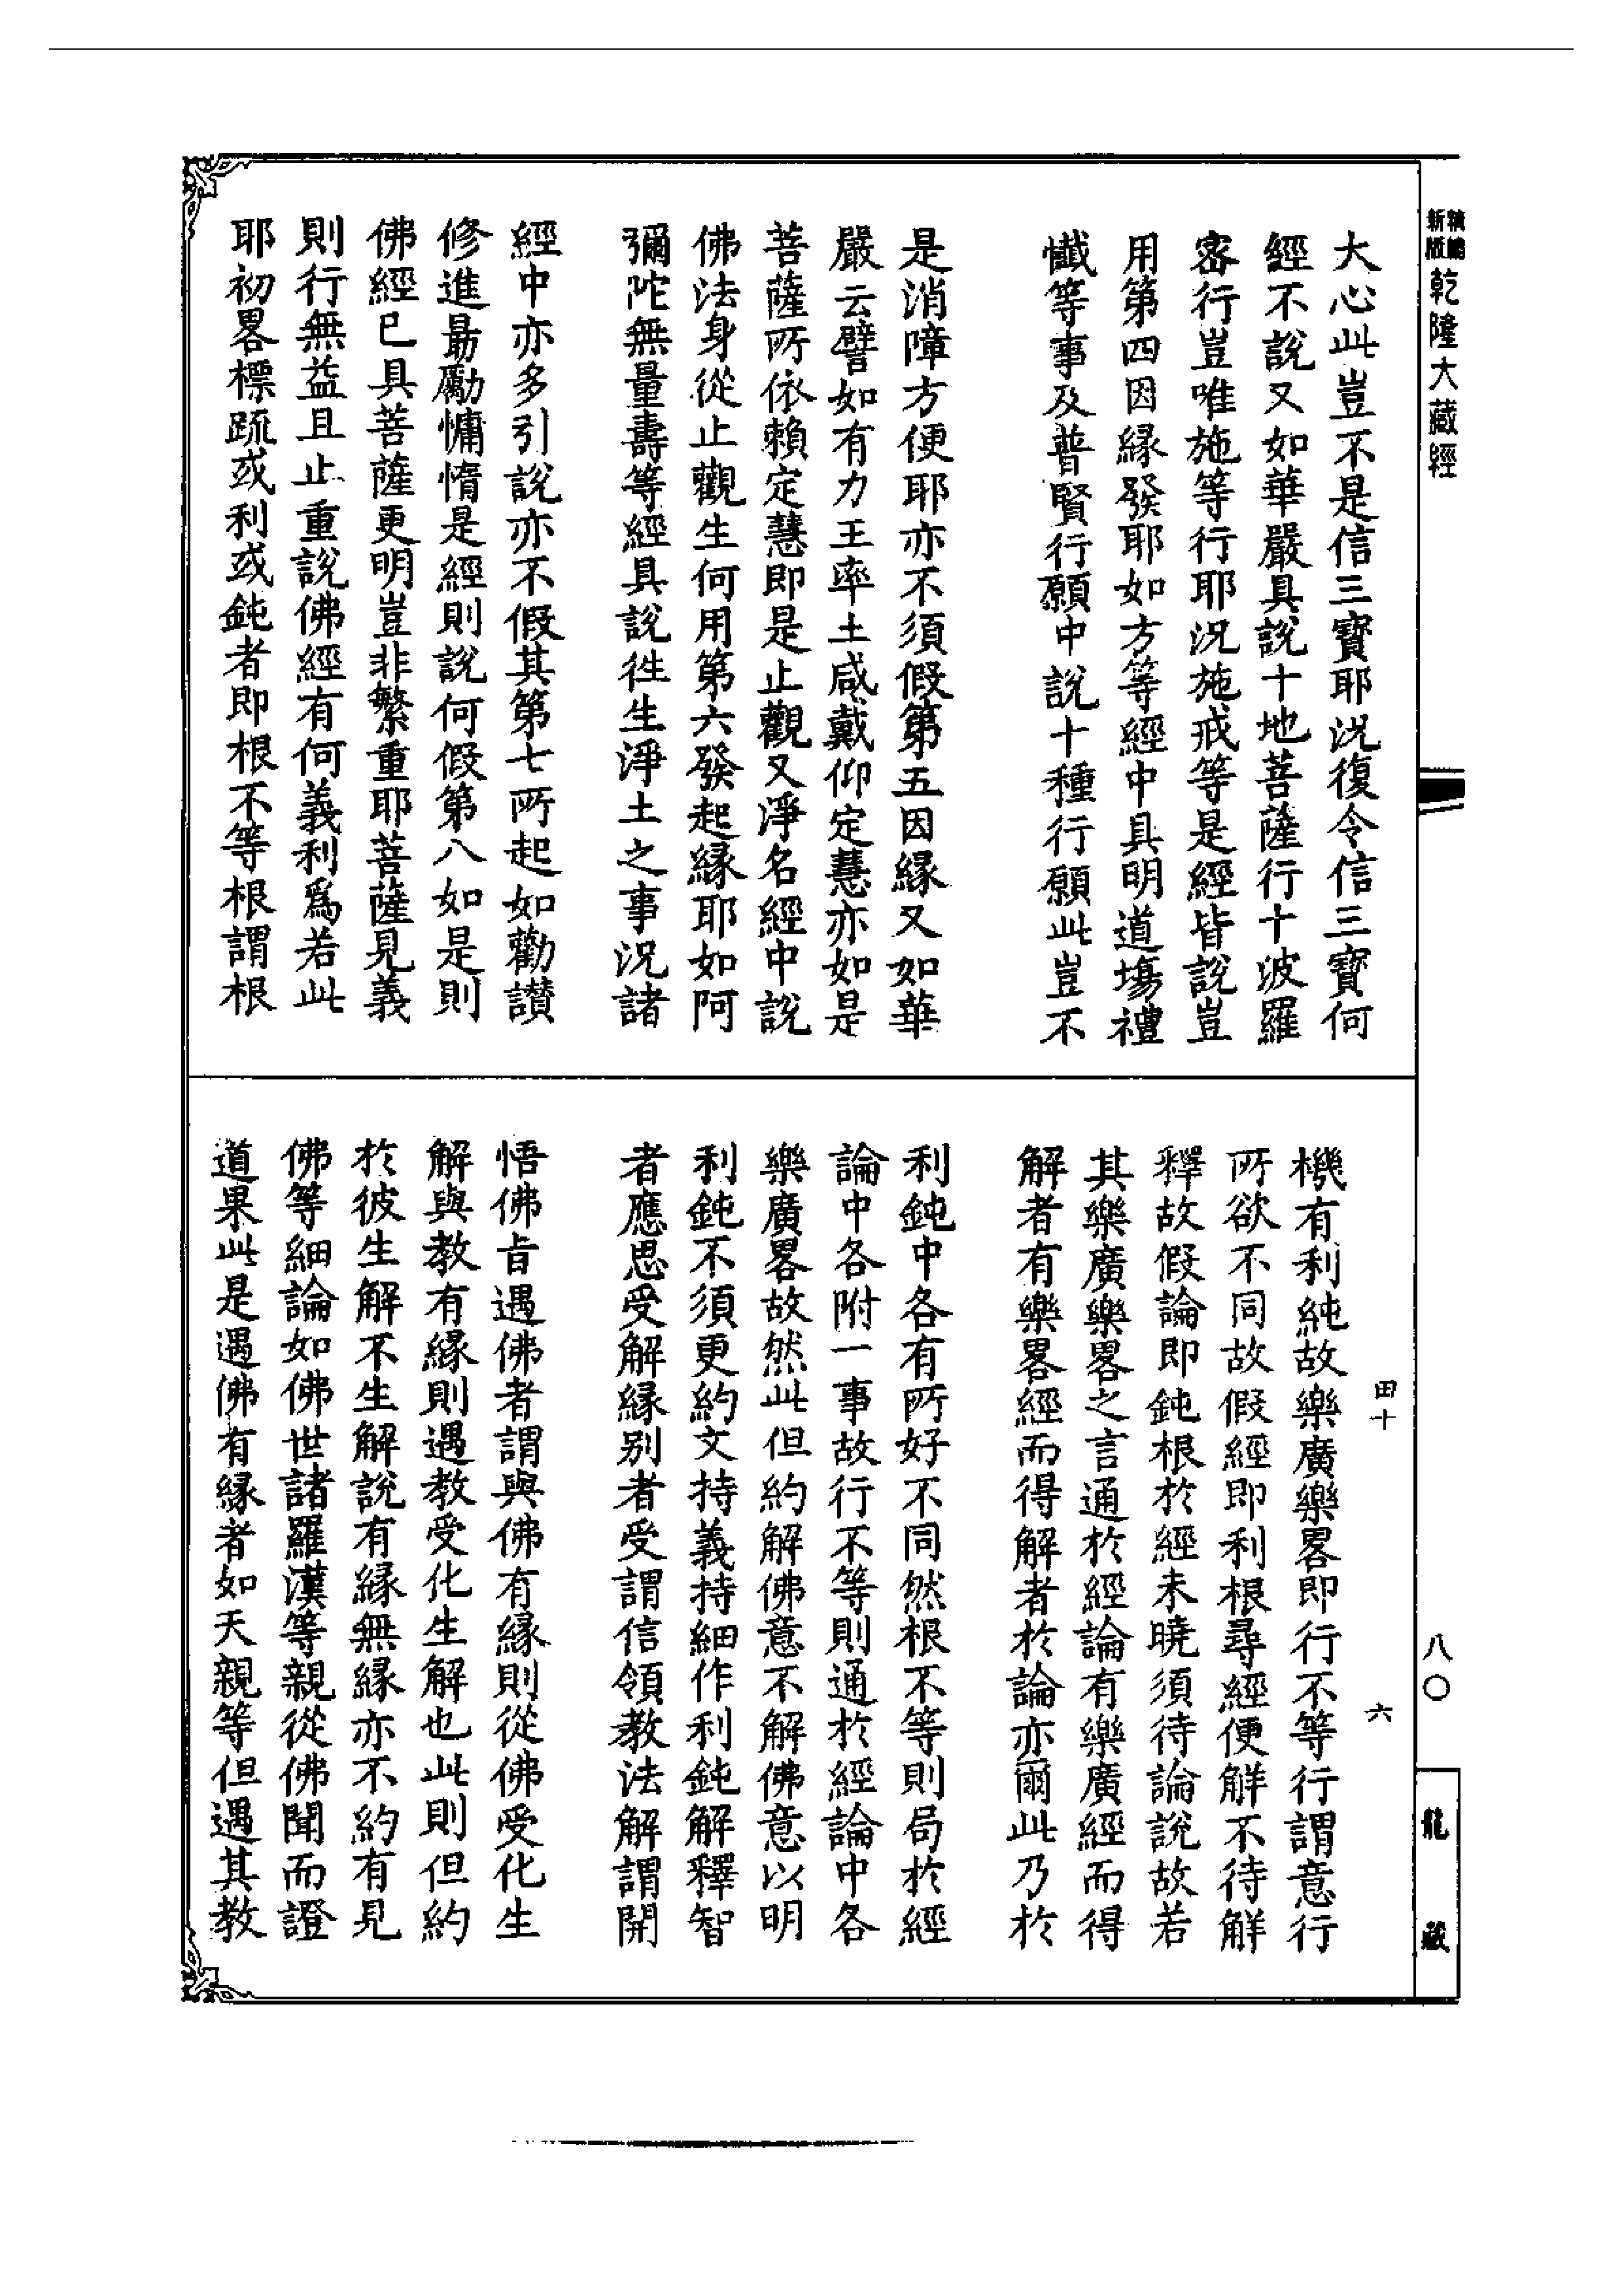 新版 精縮 乾隆大藏經
大心此豈不是信三寶耶況復令信三寶何
經不說又如華嚴具說十地菩薩行十波羅
密行豈唯施等行耶況施戒等是經皆說豈
用第四因緣發耶如方等經中具明道塲禮
懺等事及普賢行願中說十種行願此豈不
是消障方便耶亦不須假第五因緣又如華
嚴云譬如有力王率土咸戴仰定慧亦如是
菩薩所依賴定慧即是止觀又淨名經中說
佛法身從止觀生何用第六發起緣耶如阿
彌陀無量壽等經具說徃生淨土之事況諸
經中亦多引說亦不假其第七所起如勸讃
修進勗勵慵惰是經則說何假第八如是則
佛經已具菩薩更明豈非繁重耶菩薩見義
則行無益且止重說佛經有何義利爲若此
耶初畧標疏或利或鈍者即根不等根謂根
田十
六
機有利純故樂廣樂畧即行不等行謂意行
所欲不同故假經即利根尋經便觧不待觧
釋故假論即鈍根於經未曉須待論說故若
其樂廣樂畧之言通於經論有樂廣經而得
解者有樂畧經而得解者於論亦爾此乃於
利鈍中各有所好不同然根不等則局於經
論中各附一事故行不等則通於經論中各
樂廣畧故然此但約解佛意不解佛意以明
利鈍不須更約文持義持細作利鈍解釋智
者應思受解緣别者受謂信領教法解謂開
悟佛旨遇佛者謂與佛有緣則從佛受化生
解與教有緣則遇教受化生解也此則但約
於彼生解不生解說有緣無緣亦不約有見
佛等細論如佛世諸羅漢等親從佛聞而證
道果此是遇佛有緣者如天親等但遇其教
八〇
龍藏